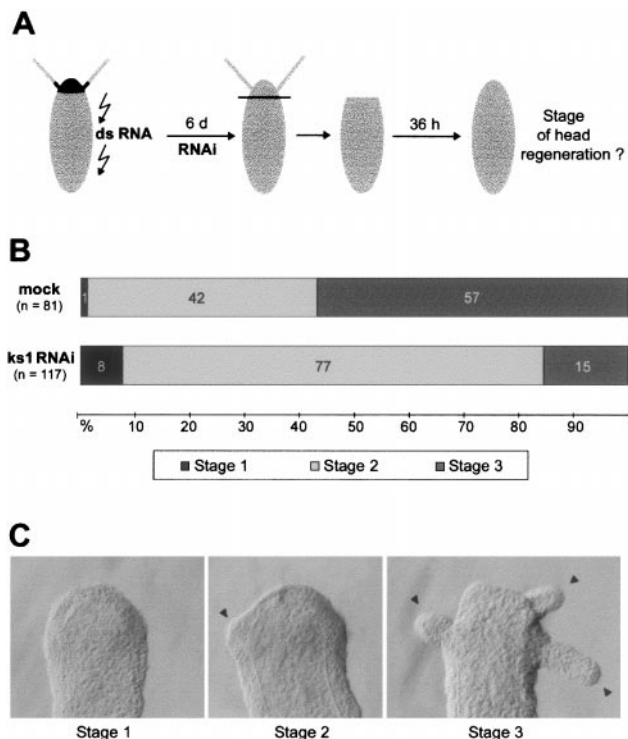 A
ds RNA
6 d
RNAi
36 h
Stage
of head
regeneration ?
B
mock
(n = 81)
1
42
57
ks1 RNAi
(n = 117)
8
77
15
% 10 20 30 40 50 60 70 80 90
Stage 1 Stage 2 Stage 3
C
Stage 1 Stage 2 Stage 3